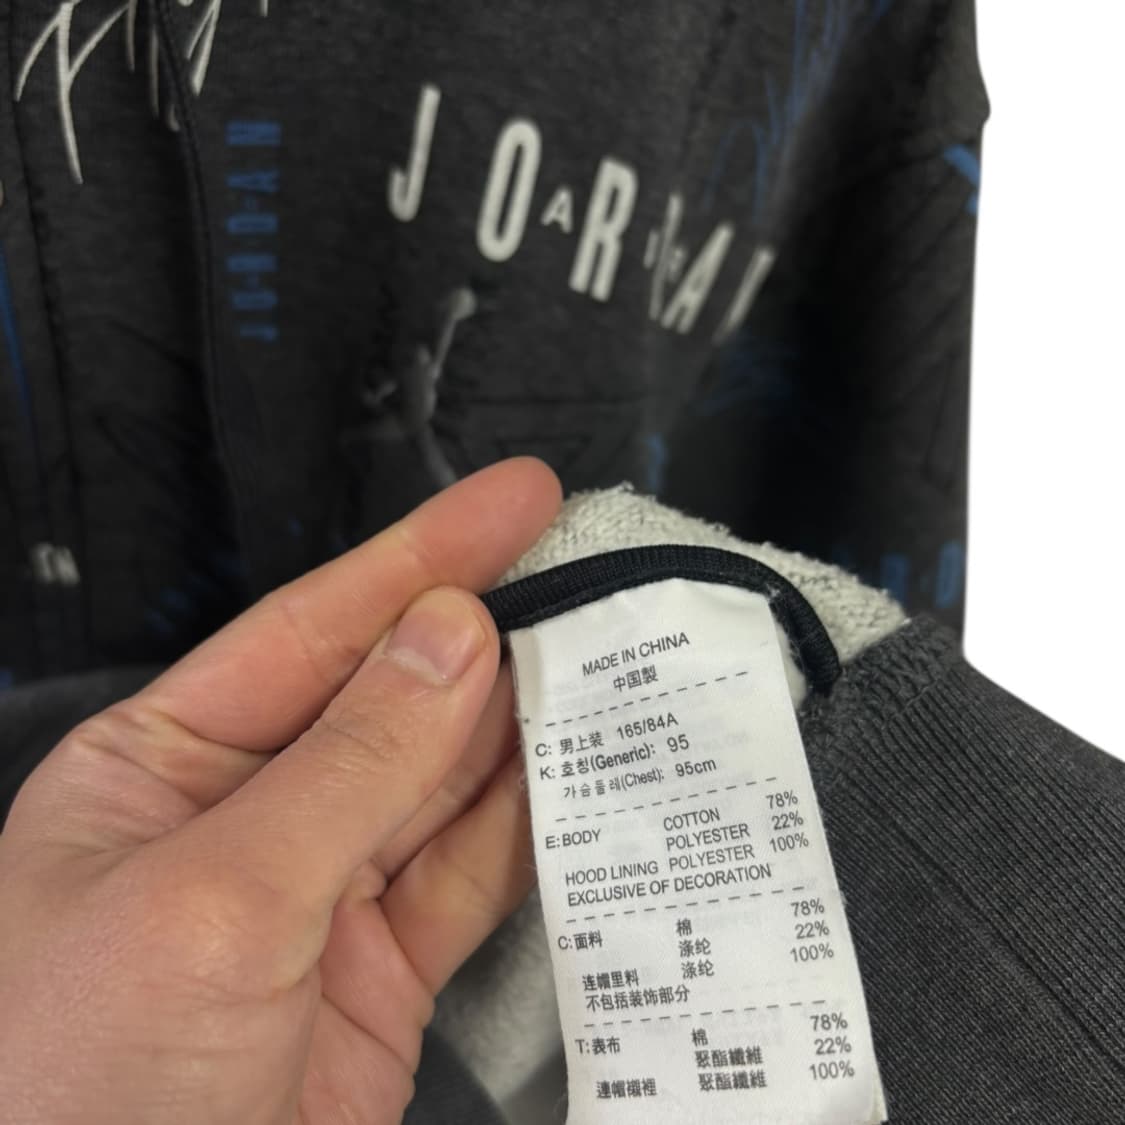 JORDAN
JORDAN
AIR
MADE IN CHINA
中国製
C: 男上装 165/84A
K: 호칭(Generic): 95
가슴둘레(Chest): 95cm
E:BODY COTTON 78%
POLYESTER 22%
HOOD LINING POLYESTER 100%
EXCLUSIVE OF DECORATION
C:面料 棉 78%
涤纶 22%
连帽里料 涤纶 100%
不包括装饰部分
T:表布 棉 78%
聚酯纖維 22%
連帽襯裡 聚酯纖維 100%